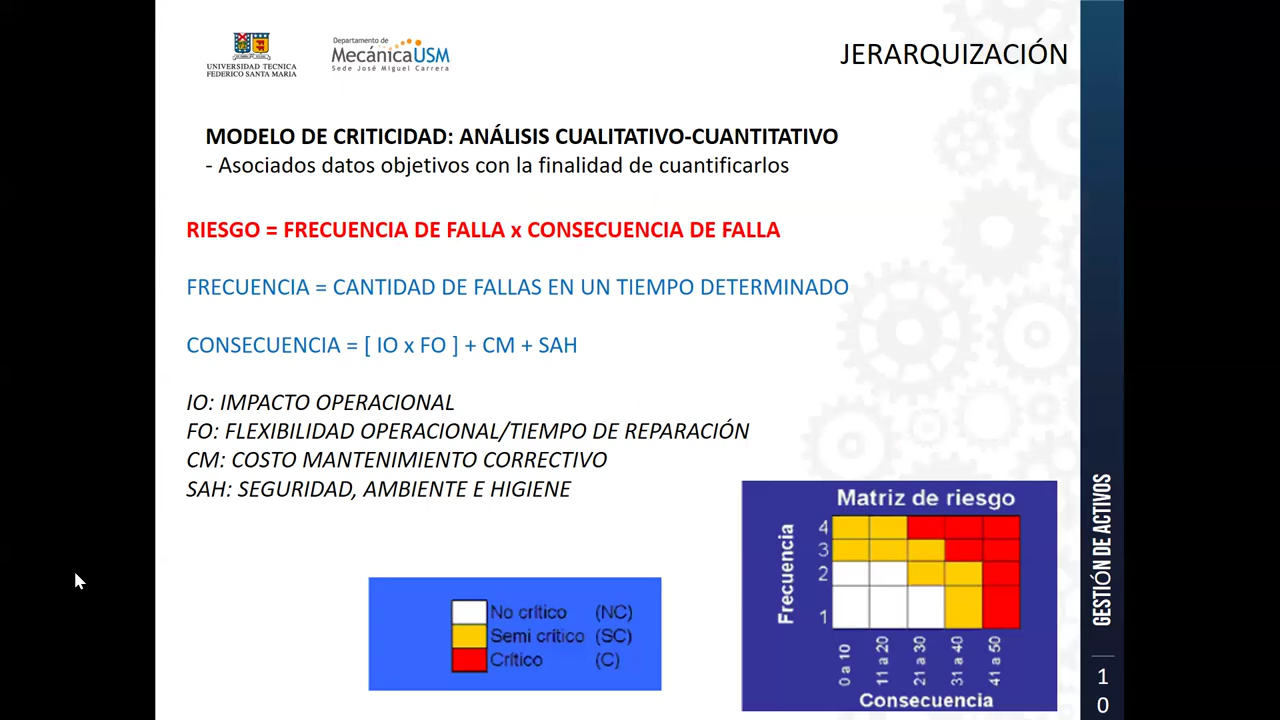 UNIVERSIDAD TECNICA
FEDERICO SANTA MARIA
Departamento de
MecánicaUSM
Sede José Miguel Carrera
JERARQUIZACIÓN
MODELO DE CRITICIDAD: ANÁLISIS CUALITATIVO-CUANTITATIVO
- Asociados datos objetivos con la finalidad de cuantificarlos
RIESGO = FRECUENCIA DE FALLA x CONSECUENCIA DE FALLA
FRECUENCIA = CANTIDAD DE FALLAS EN UN TIEMPO DETERMINADO
CONSECUENCIA = [ IO x FO ] + CM + SAH
IO: IMPACTO OPERACIONAL
FO: FLEXIBILIDAD OPERACIONAL/TIEMPO DE REPARACIÓN
CM: COSTO MANTENIMIENTO CORRECTIVO
SAH: SEGURIDAD, AMBIENTE E HIGIENE
No crítico (NC)
Semi crítico (SC)
Crítico (C)
Matriz de riesgo
Frecuencia
4
3
2
1
0 a 10
11 a 20
21 a 30
31 a 40
41 a 50
Consecuencia
GESTIÓN DE ACTIVOS
1
0